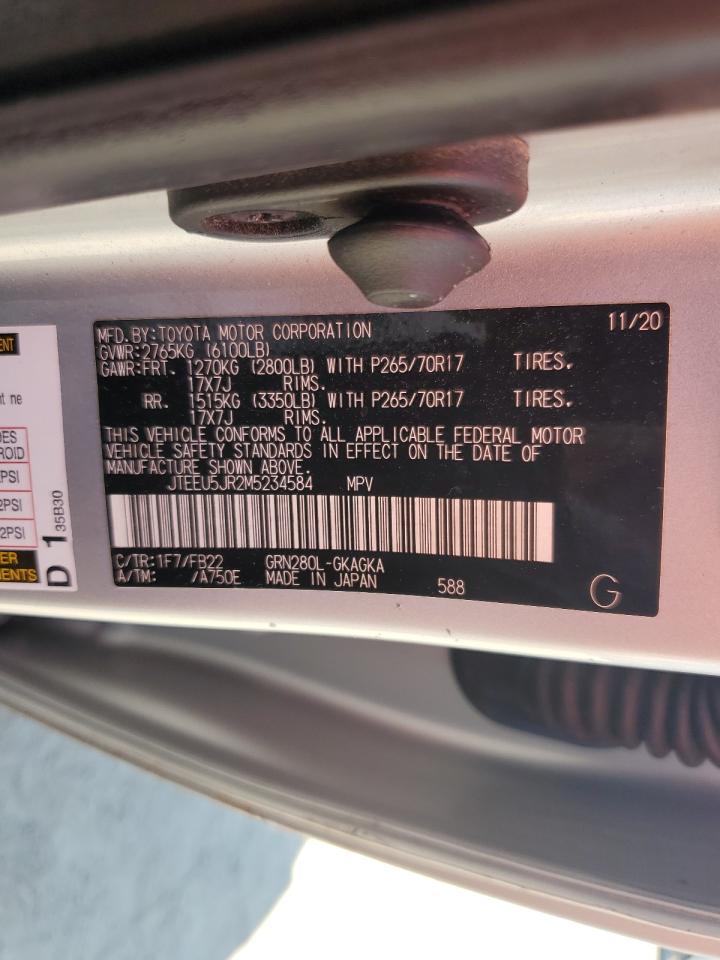 MFD. BY:TOYOTA MOTOR CORPORATION 11/20
GVWR:2765KG (6100LB)
GAWR:FRT. 1270KG (2800LB) WITH P265/70R17 TIRES.
17X7J RIMS.
RR. 1515KG (3350LB) WITH P265/70R17 TIRES.
17X7J RIMS.
THIS VEHICLE CONFORMS TO ALL APPLICABLE FEDERAL MOTOR
VEHICLE SAFETY STANDARDS IN EFFECT ON THE DATE OF
MANUFACTURE SHOWN ABOVE.
JTEEU5JR2M5234584 MPV
C/TR:1F7/FB22 GRN280L-GKAGKA
A/TM: /A750E MADE IN JAPAN 588 G
ne
PSI
2PSI
2PSI
D 1 35B30